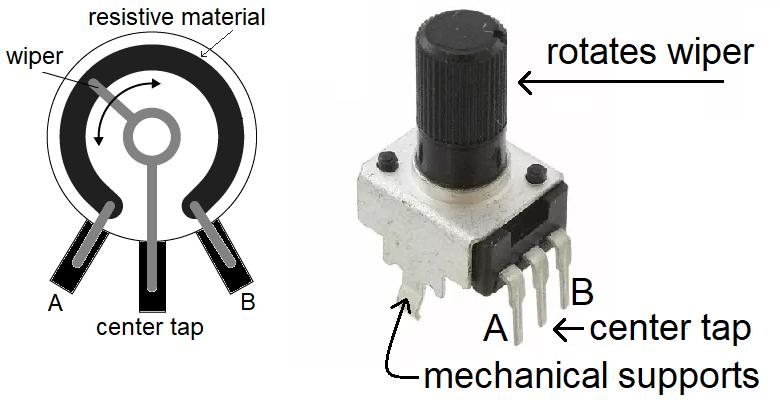 resistive material
wiper
A
B
center tap
rotates wiper
B
A
center tap
mechanical supports